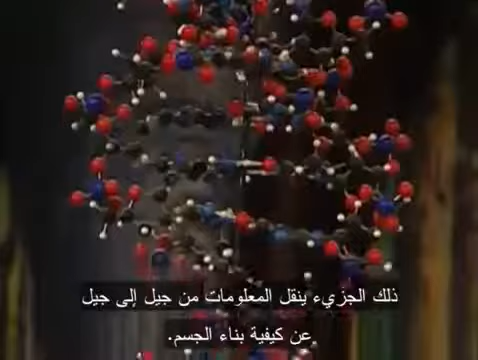 ذلك الجزيء ينقل المعلومات من جيل إلى جيل
عن كيفية بناء الجسم.